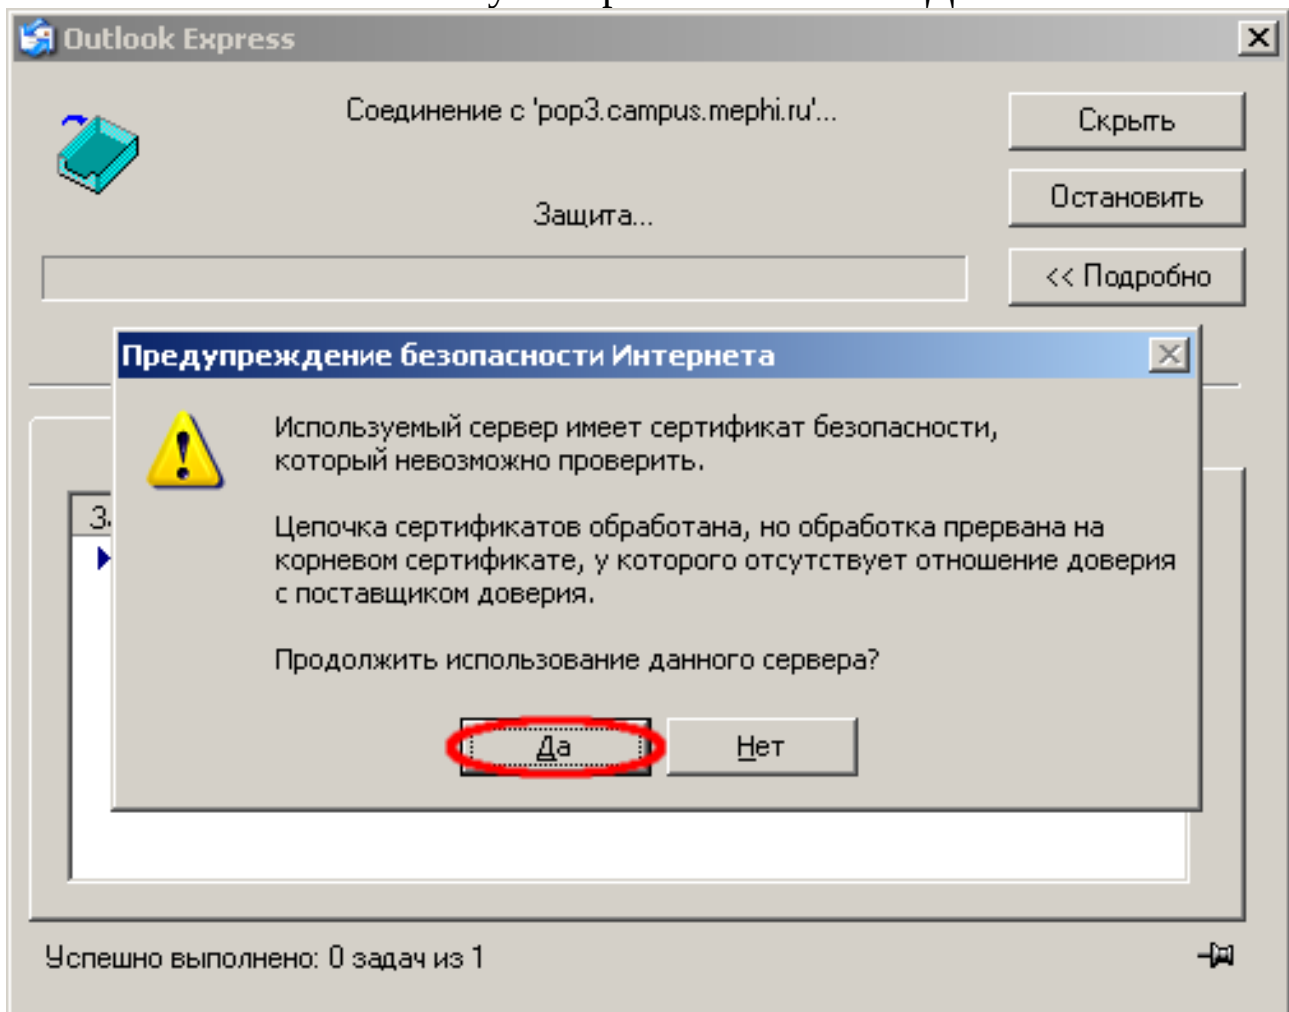 Outlook Express
Соединение с 'pop3.campus.mephi.ru'...
Скрыть
Защита...
Остановить
<< Подробно
Предупреждение безопасности Интернета
Используемый сервер имеет сертификат безопасности,
который невозможно проверить.
Цепочка сертификатов обработана, но обработка прервана на
корневом сертификате, у которого отсутствует отношение доверия
с поставщиком доверия.
Продолжить использование данного сервера?
Да
Нет
Успешно выполнено: 0 задач из 1